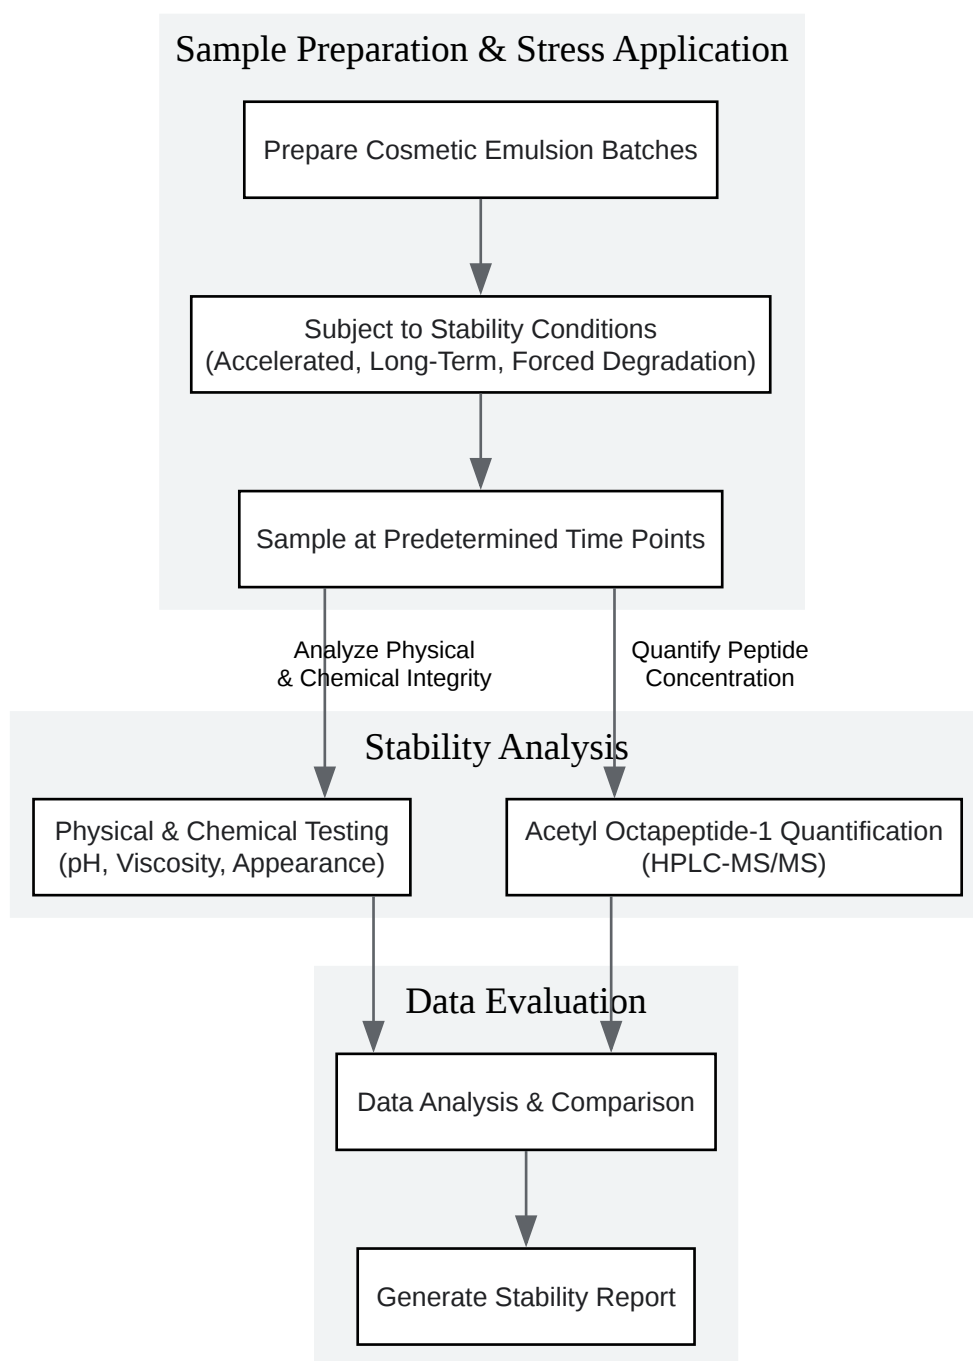 Sample Preparation & Stress Application
Prepare Cosmetic Emulsion Batches
Subject to Stability Conditions
(Accelerated, Long-Term, Forced Degradation)
Sample at Predetermined Time Points
Analyze Physical
& Chemical Integrity
Quantify Peptide
Concentration
Stability Analysis
Physical & Chemical Testing
(pH, Viscosity, Appearance)
Acetyl Octapeptide-1 Quantification
(HPLC-MS/MS)
Data Evaluation
Data Analysis & Comparison
Generate Stability Report